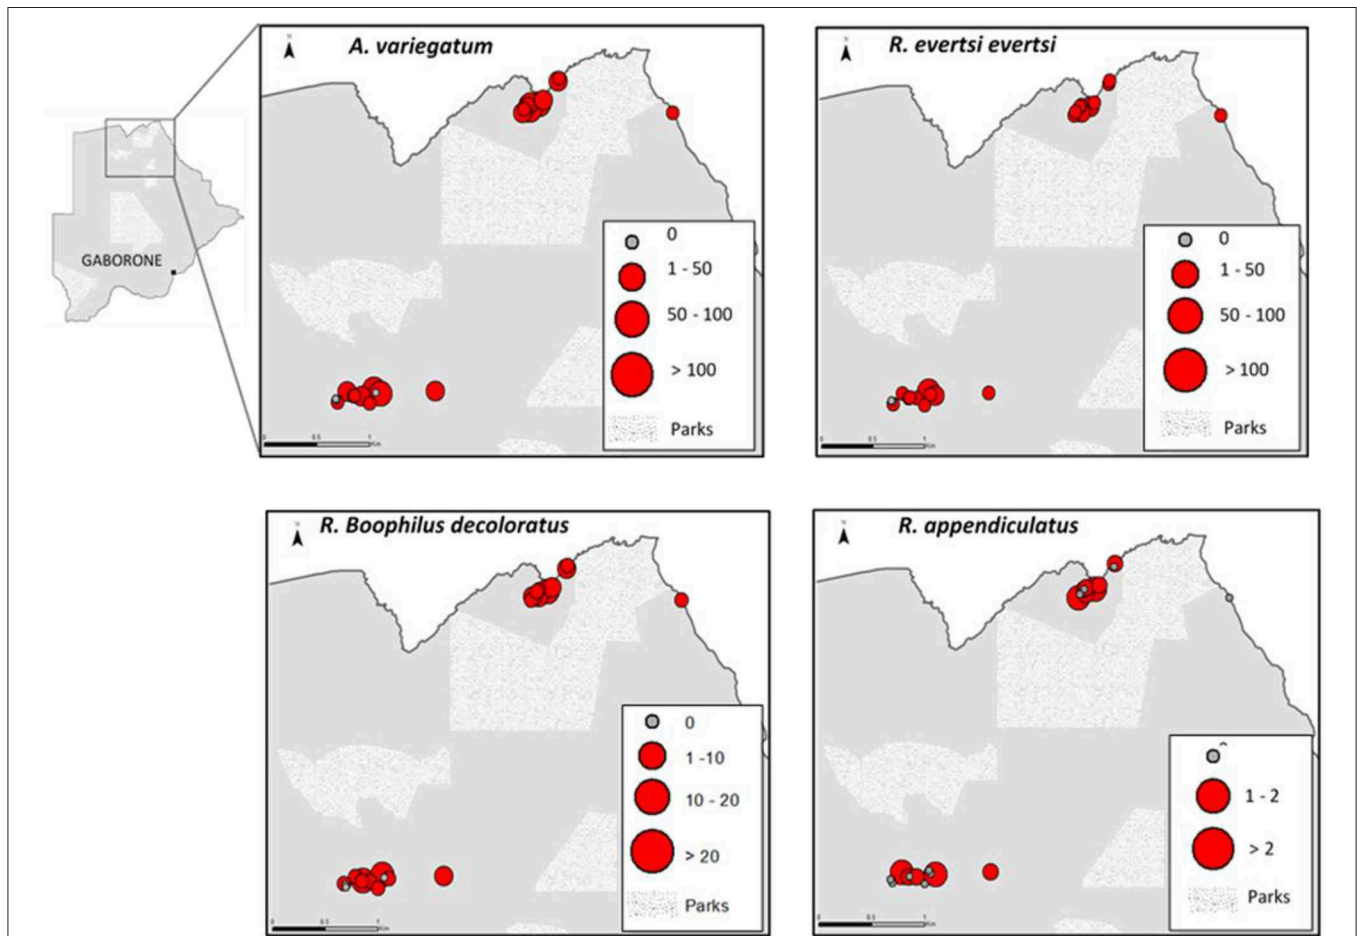 A. variegatum
0
1 - 50
50 - 100
> 100
Parks
GABORONE
R. evertsi evertsi
0
1 - 50
50 - 100
> 100
Parks
R. Boophilus decoloratus
0
1 -10
10 - 20
> 20
Parks
R. appendiculatus
1 - 2
> 2
Parks